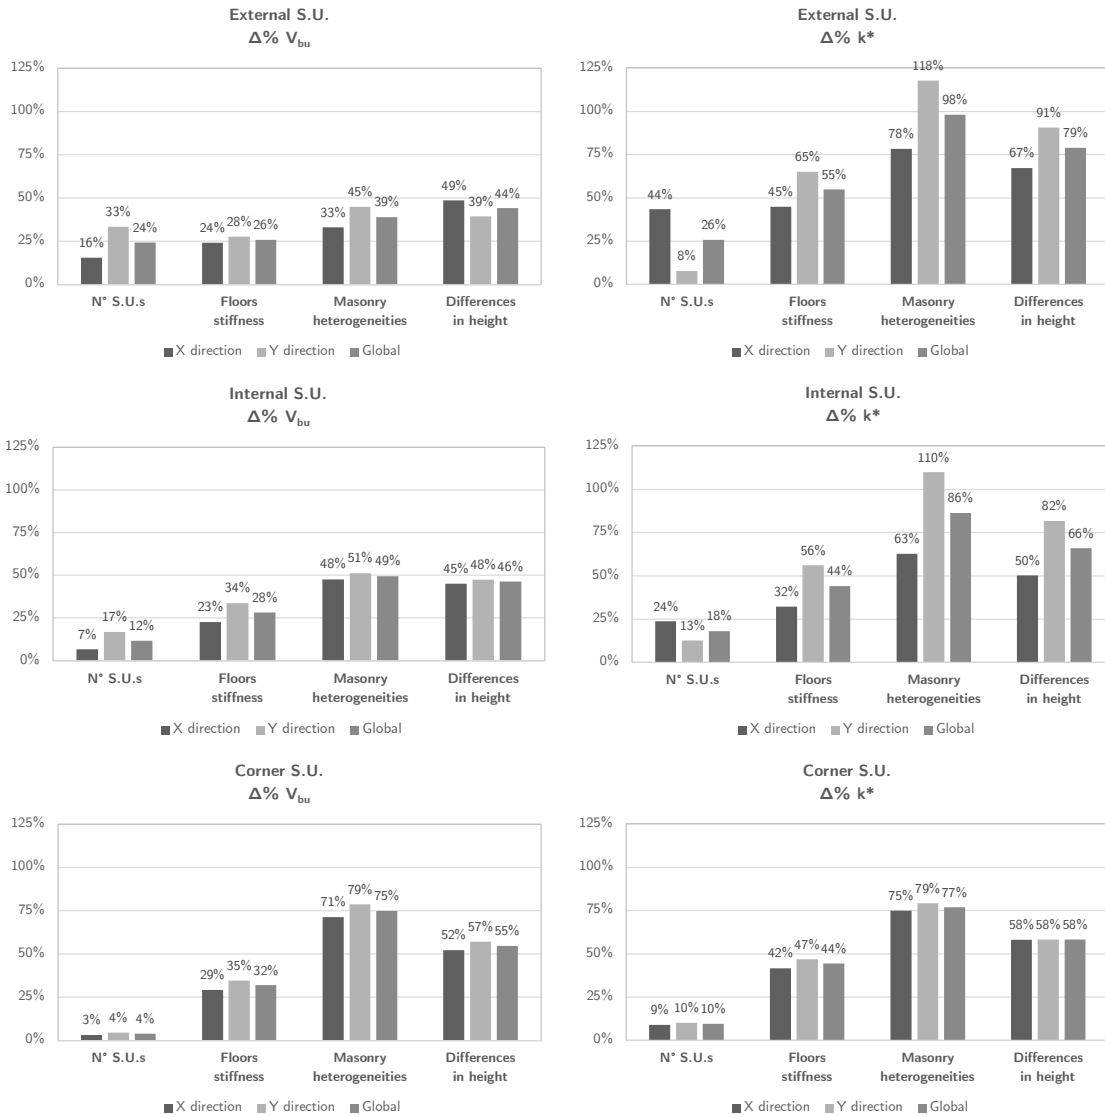 External S.U.
Δ% Vbu
125%
100%
75%
50%
25%
0%
16% 33% 24% 24% 28% 26% 33% 45% 39% 49% 39% 44%
N° S.U.s Floors stiffness Masonry heterogeneities Differences in height
X direction Y direction Global
External S.U.
Δ% k*
125%
100%
75%
50%
25%
0%
44% 8% 26% 45% 65% 55% 78% 118% 98% 67% 91% 79%
N° S.U.s Floors stiffness Masonry heterogeneities Differences in height
X direction Y direction Global
Internal S.U.
Δ% Vbu
125%
100%
75%
50%
25%
0%
7% 17% 12% 23% 34% 28% 48% 51% 49% 45% 48% 46%
N° S.U.s Floors stiffness Masonry heterogeneities Differences in height
X direction Y direction Global
Internal S.U.
Δ% k*
125%
100%
75%
50%
25%
0%
24% 13% 18% 32% 56% 44% 63% 110% 86% 50% 82% 66%
N° S.U.s Floors stiffness Masonry heterogeneities Differences in height
X direction Y direction Global
Corner S.U.
Δ% Vbu
125%
100%
75%
50%
25%
0%
3% 4% 4% 29% 35% 32% 71% 79% 75% 52% 57% 55%
N° S.U.s Floors stiffness Masonry heterogeneities Differences in height
X direction Y direction Global
Corner S.U.
Δ% k*
125%
100%
75%
50%
25%
0%
9% 10% 10% 42% 47% 44% 75% 79% 77% 58% 58% 58%
N° S.U.s Floors stiffness Masonry heterogeneities Differences in height
X direction Y direction Global